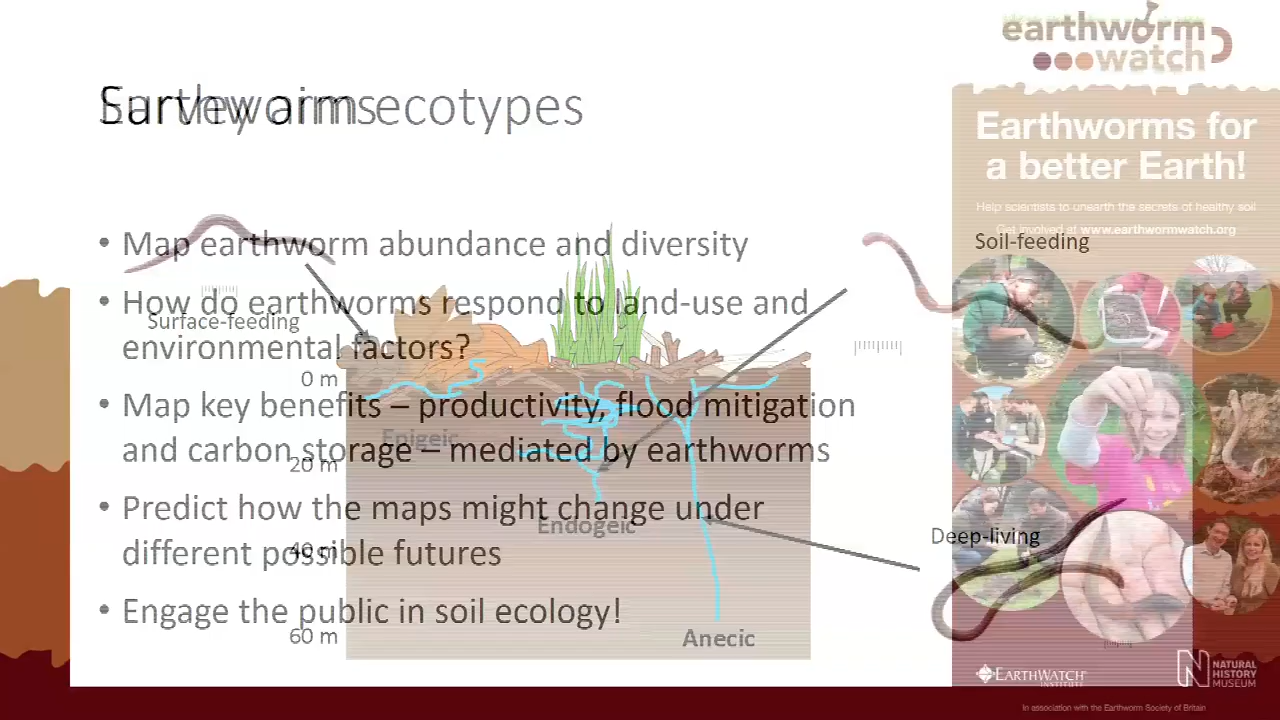 earthworm
watch
Survey aims
Earthworm ecotypes
Earthworms for
a better Earth!
Help scientists to unearth the secrets of healthy soil
Get involved at www.earthwormwatch.org
• Map earthworm abundance and diversity
• How do earthworms respond to land-use and
environmental factors?
• Map key benefits – productivity, flood mitigation
and carbon storage – mediated by earthworms
• Predict how the maps might change under
different possible futures
• Engage the public in soil ecology!
Surface-feeding
Soil-feeding
Deep-living
0 m
20 m
40 m
60 m
Epigeic
Endogeic
Anecic
EARTHWATCH
INSTITUTE
N
NATURAL
HISTORY
MUSEUM
In association with the Earthworm Society of Britain